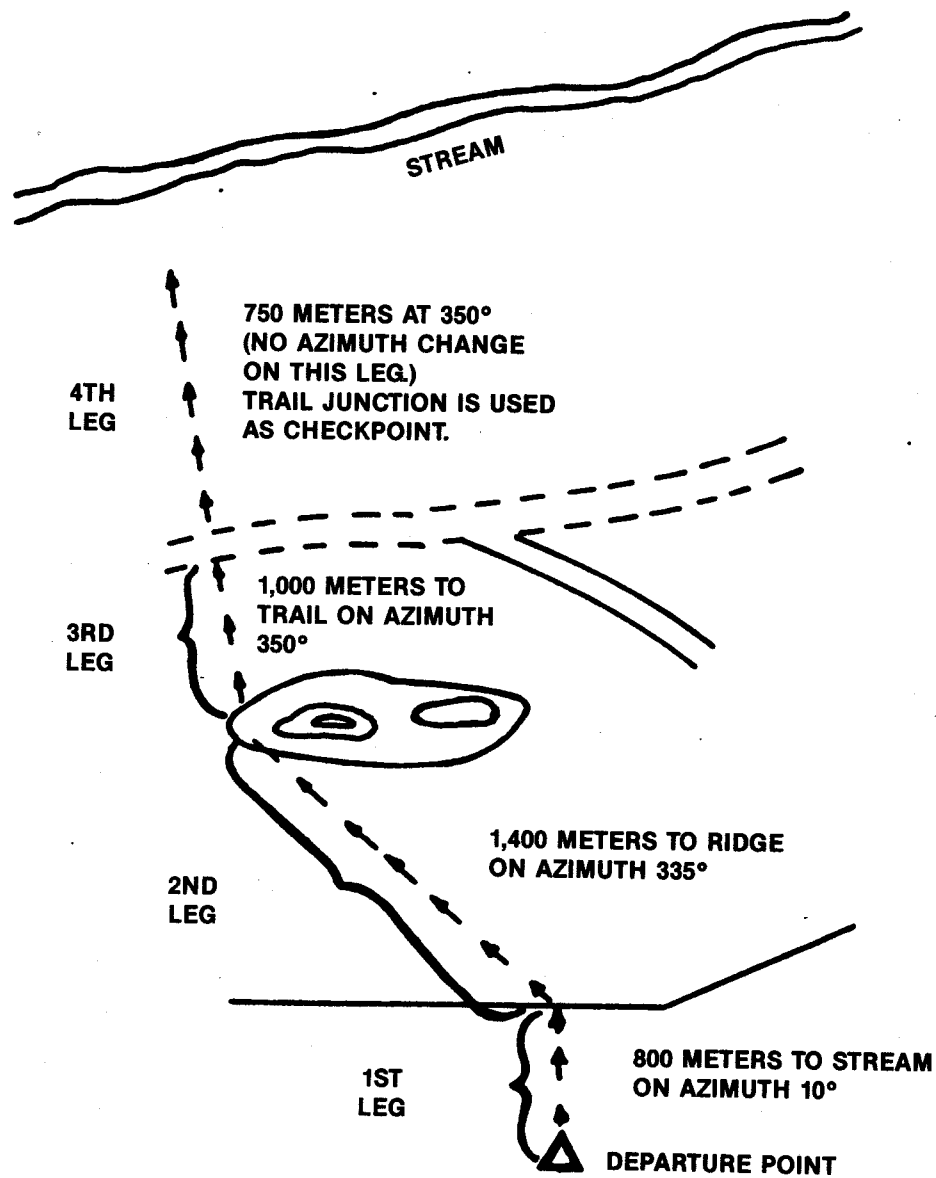 STREAM
750 METERS AT 350°
(NO AZIMUTH CHANGE
ON THIS LEG.)
TRAIL JUNCTION IS USED
AS CHECKPOINT.
4TH
LEG
1,000 METERS TO
TRAIL ON AZIMUTH
350°
3RD
LEG
1,400 METERS TO RIDGE
ON AZIMUTH 335°
2ND
LEG
800 METERS TO STREAM
ON AZIMUTH 10°
1ST
LEG
DEPARTURE POINT